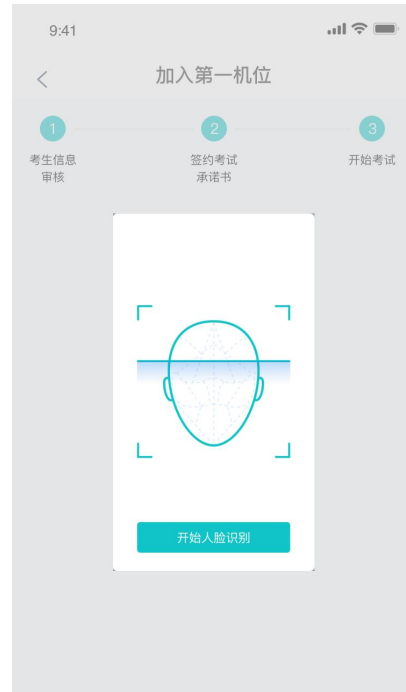 9:41
加入第一机位
1
2
3
考生信息
审核
签约考试
承诺书
开始考试
开始人脸识别